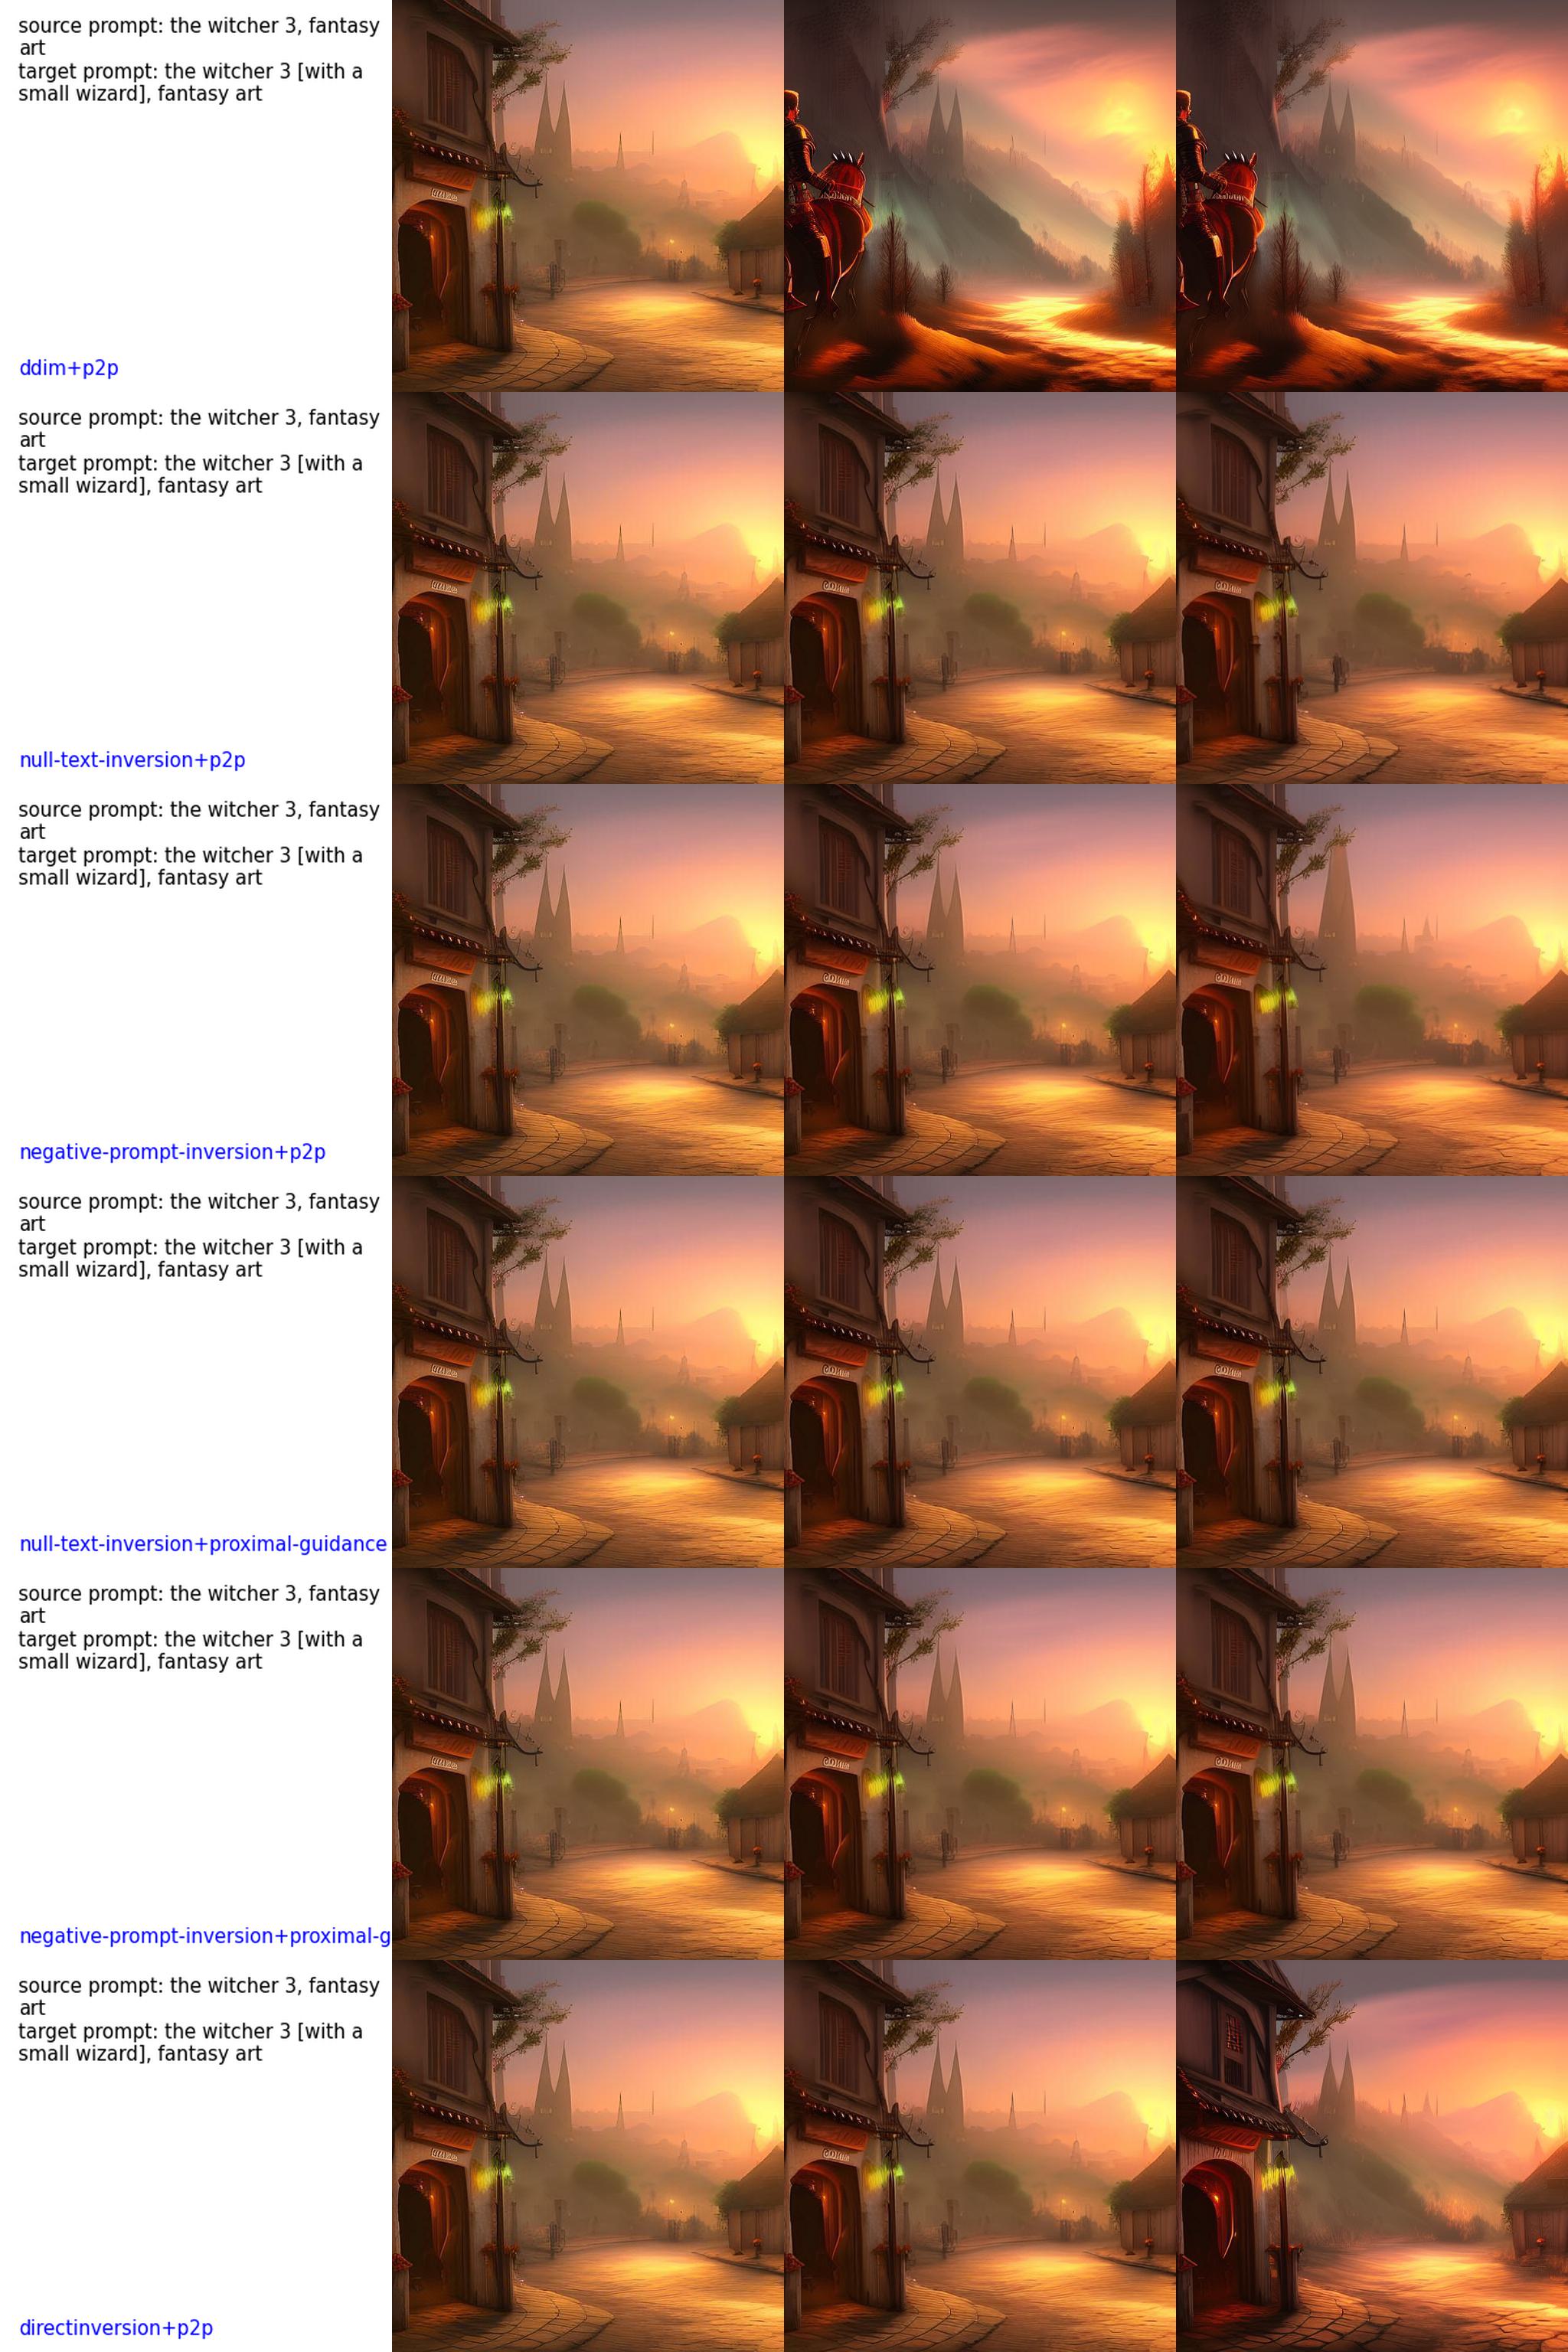 source prompt: the witcher 3, fantasy
art
target prompt: the witcher 3 [with a
small wizard], fantasy art
ddim+p2p
source prompt: the witcher 3, fantasy
art
target prompt: the witcher 3 [with a
small wizard], fantasy art
null-text-inversion+p2p
source prompt: the witcher 3, fantasy
art
target prompt: the witcher 3 [with a
small wizard], fantasy art
negative-prompt-inversion+p2p
source prompt: the witcher 3, fantasy
art
target prompt: the witcher 3 [with a
small wizard], fantasy art
null-text-inversion+proximal-guidance
source prompt: the witcher 3, fantasy
art
target prompt: the witcher 3 [with a
small wizard], fantasy art
negative-prompt-inversion+proximal-g
source prompt: the witcher 3, fantasy
art
target prompt: the witcher 3 [with a
small wizard], fantasy art
directinversion+p2p